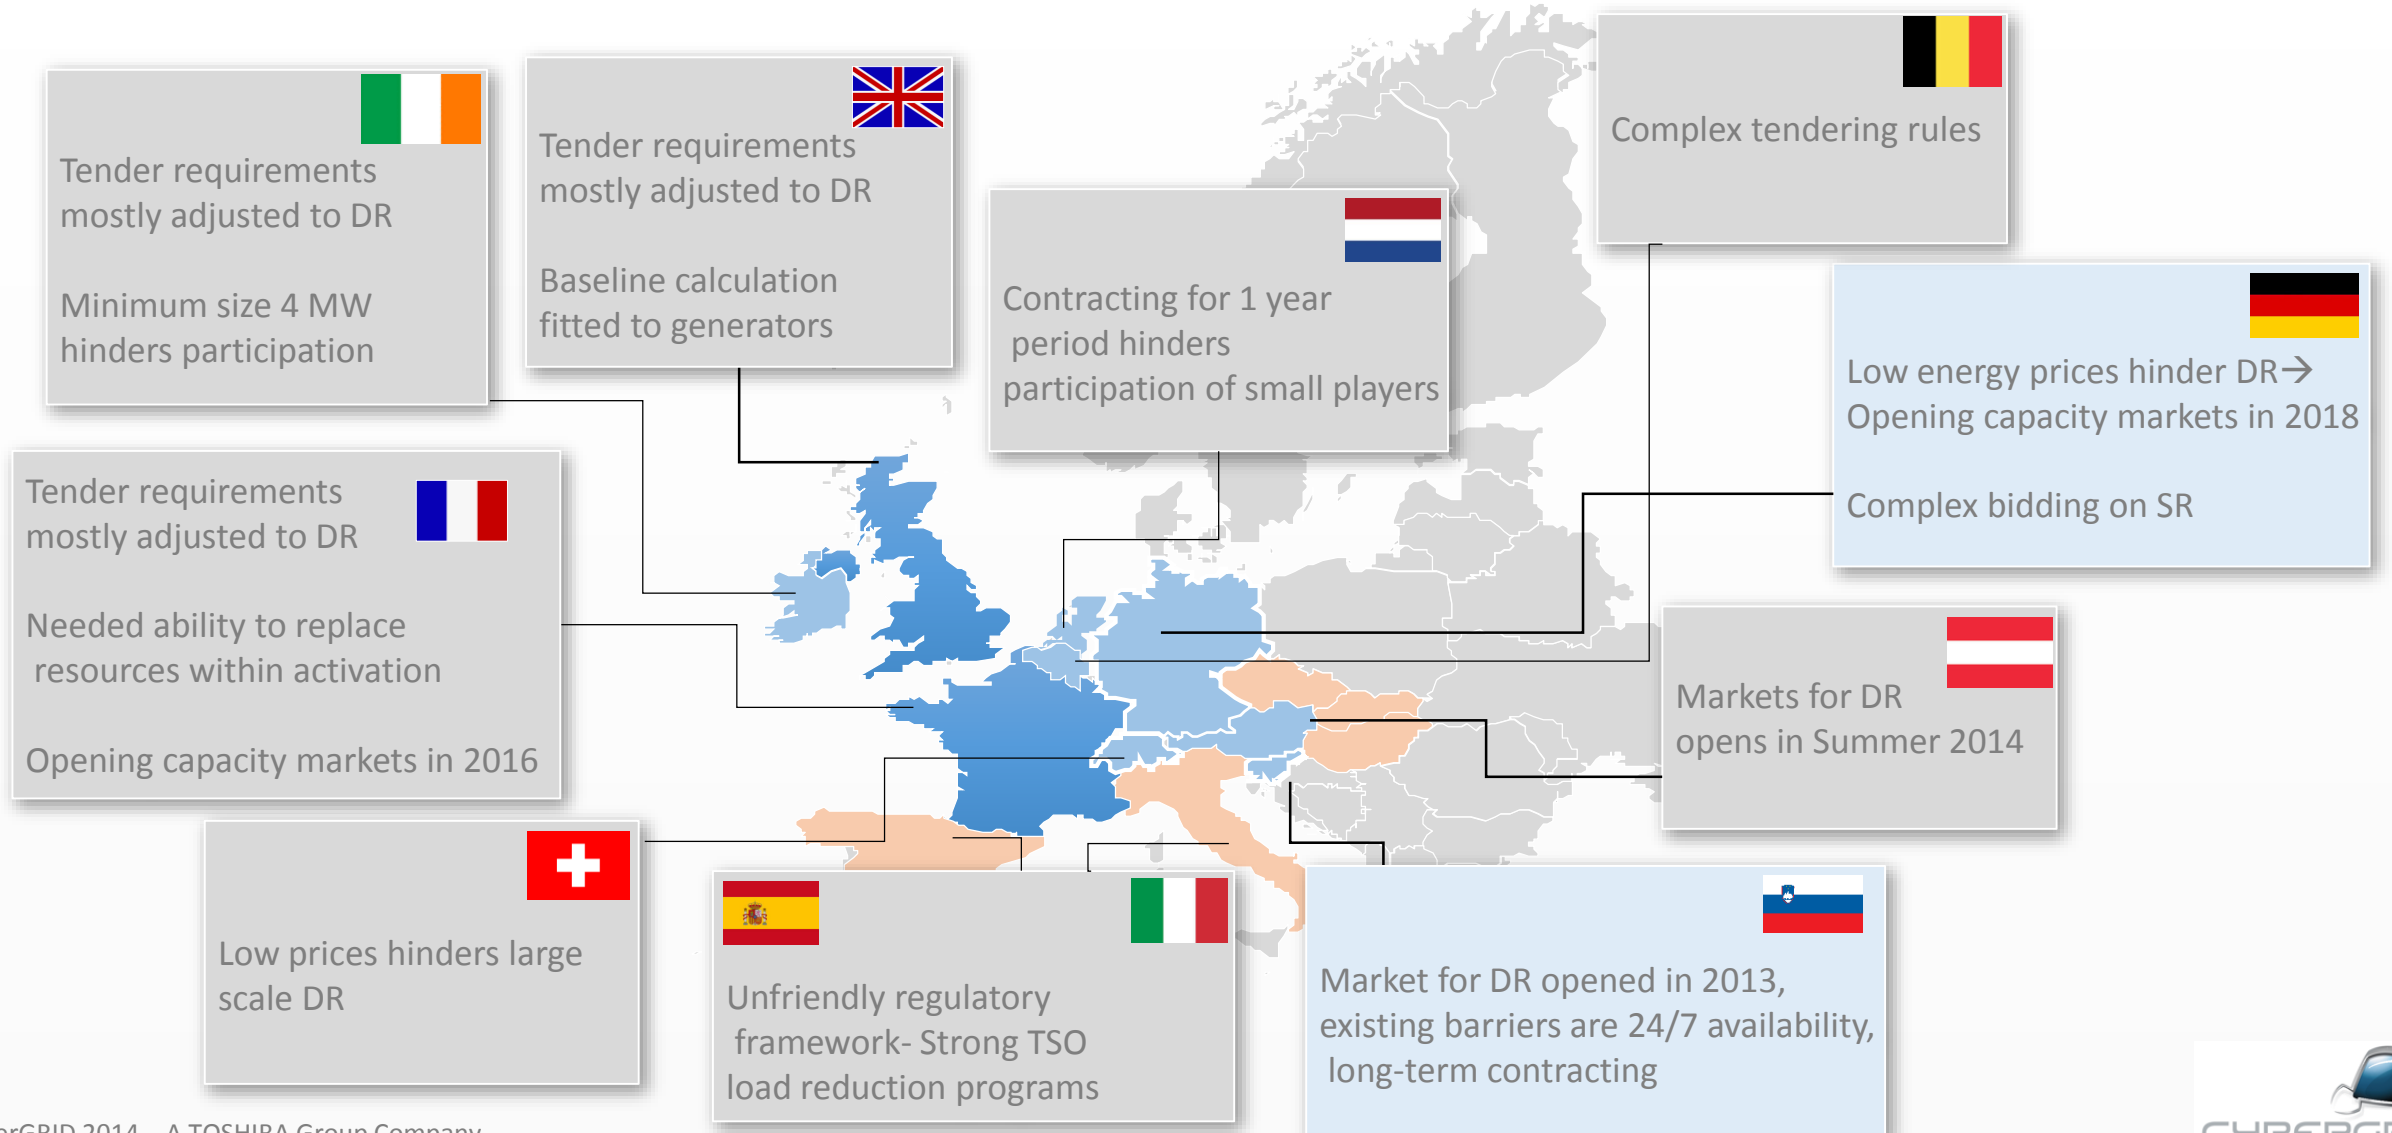 Tender requirements
mostly adjusted to DR
Minimum size 4 MW
hinders participation
Tender requirements
mostly adjusted to DR
Baseline calculation
fitted to generators
Contracting for 1 year
period hinders
participation of small players
Complex tendering rules
Low energy prices hinder DR→
Opening capacity markets in 2018
Complex bidding on SR
Tender requirements
mostly adjusted to DR
Needed ability to replace
resources within activation
Opening capacity markets in 2016
Markets for DR
opens in Summer 2014
Low prices hinders large
scale DR
Unfriendly regulatory
framework- Strong TSO
load reduction programs
Market for DR opened in 2013,
existing barriers are 24/7 availability,
long-term contracting
2014 A TOSHIBA Group Company